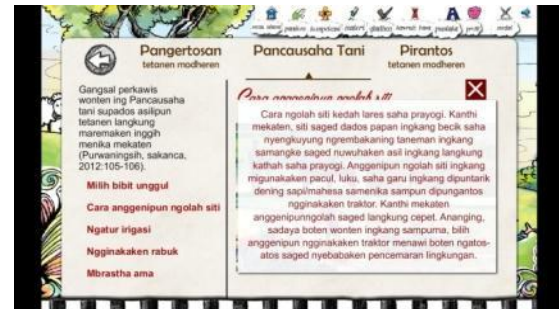 Pangertosan
tetanen modheren
Pancausaha Tani
Pirantos
tetanen modheren
Gangsal perkawis
wonten ing Pancausaha
tani supados asilipun
tetanen langkung
maremaken inggih
menika mekaten
(Purwaningsih, sakanca,
2012:105-106).
Milih bibit unggul
Cara anggenipun ngolah siti
Ngatur irigasi
Ngginakaken rabuk
Mbrastha ama
Cara anggenipun ngolah siti
Cara ngolah siti kedah lares saha prayogi. Kanthi
mekaten, siti saged dados papan ingkang becik saha
nyengkuyung ngrembakaning taneman ingkang
samangke saged nuwuhaken asil ingkang langkung
kathah saha prayogi. Anggenipun ngolah siti ingkang
migunakaken pacul, luku, saha garu ingkang dipuntarik
dening sapi/mahesa samenika sampun dipungantos
ngginakaken traktor. Kanthi mekaten
anggenipunngolah saged langkung cepet. Ananging,
sadaya boten wonten ingkang sampurna, bilih
anggenipun ngginakaken traktor menawi boten ngatos-
atos saged nyebabaken pencemaran lingkungan.